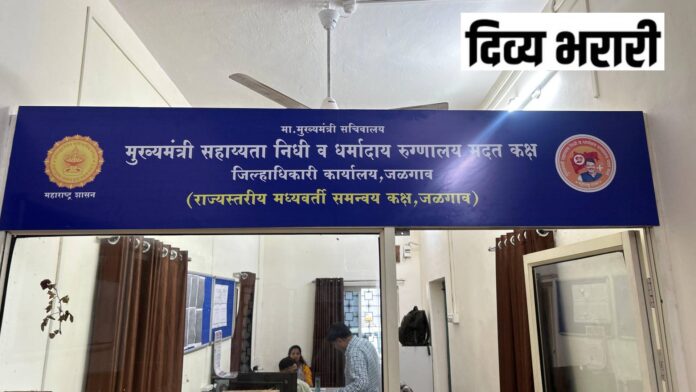 दिव्य भरारी
मा.मुख्यमंत्री सचिवालय
मुख्यमंत्री सहाय्यता निधी व धर्मादाय रुग्णालय मदत कक्ष
जिल्हाधिकारी कार्यालय,जळगाव
(राज्यस्तरीय मध्यवर्ती समन्वय कक्ष,जळगाव)
महाराष्ट्र शासन